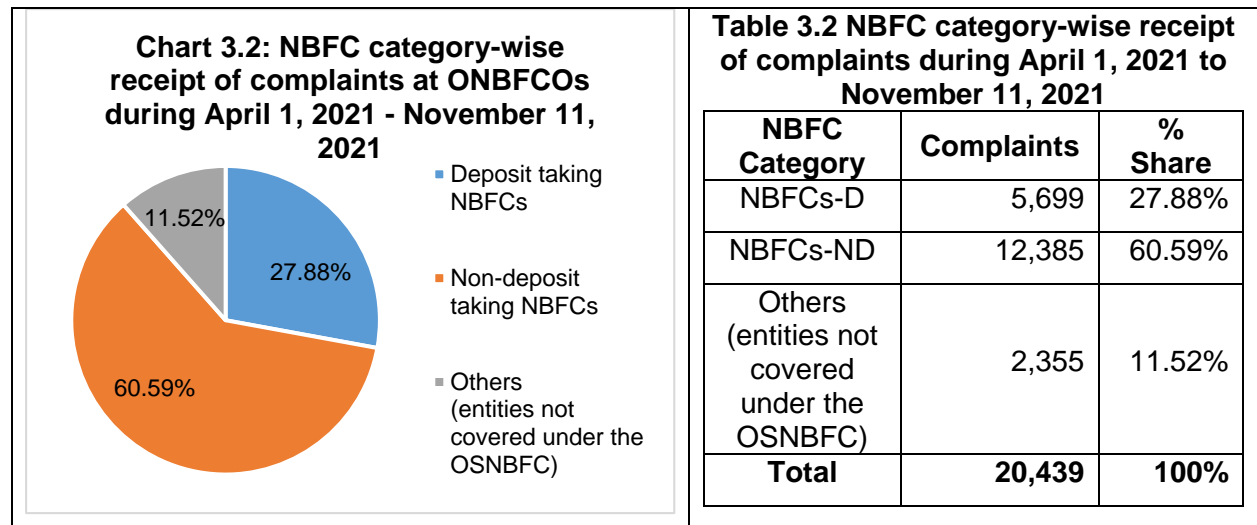 Chart 3.2: NBFC category-wise
receipt of complaints at ONBFCOs
during April 1, 2021 - November 11,
2021
11.52%
27.88%
60.59%
Deposit taking
NBFCs
Non-deposit
taking NBFCs
Others
(entities not
covered under the
OSNBFC)
Table 3.2 NBFC category-wise receipt
of complaints during April 1, 2021 to
November 11, 2021
NBFC
Category
Complaints
%
Share
NBFCs-D 5,699 27.88%
NBFCs-ND 12,385 60.59%
Others
(entities not
covered
under the
OSNBFC)
2,355 11.52%
Total 20,439 100%